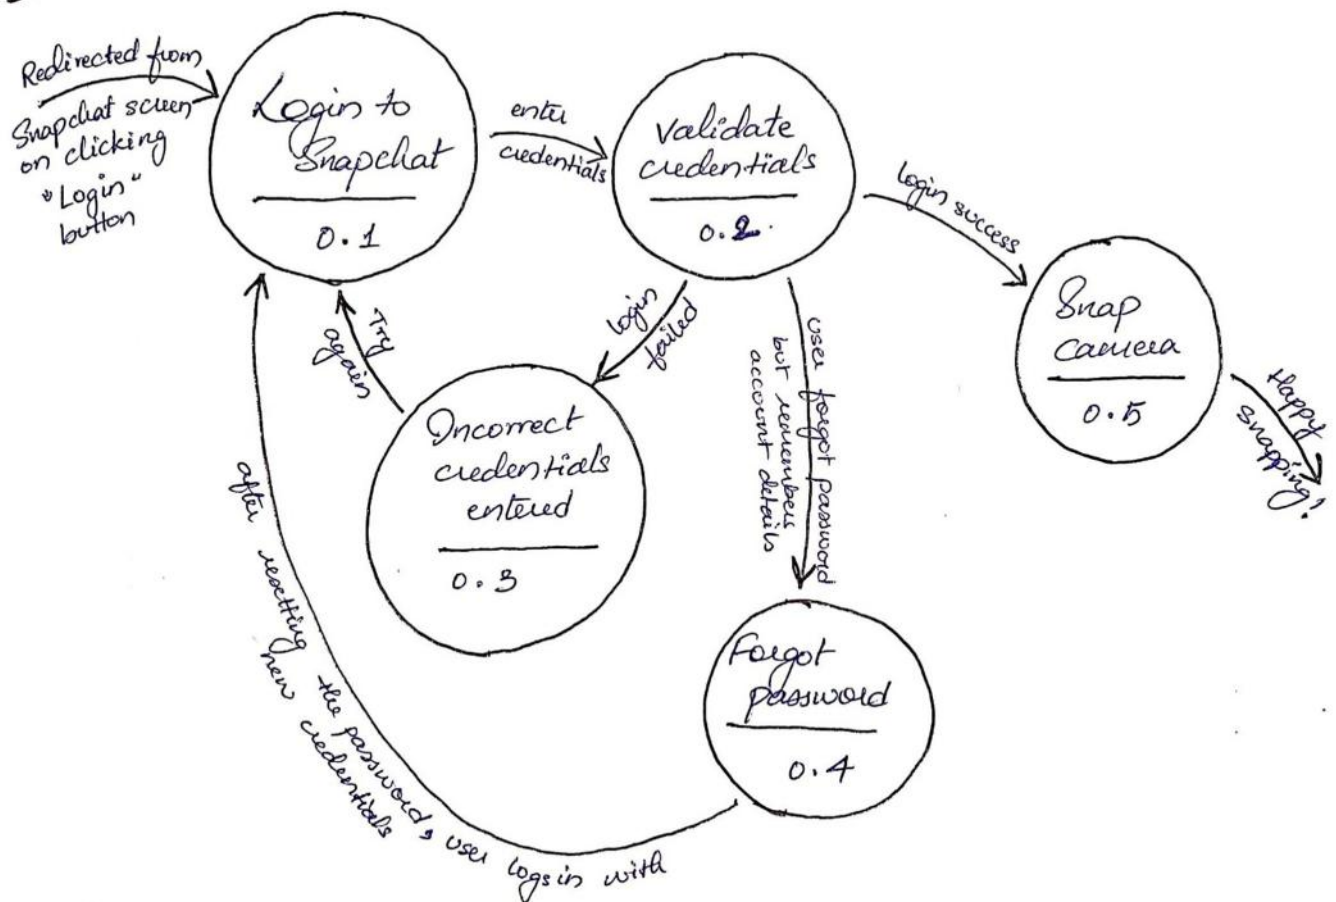 Redirected from
Snapchat screen
on clicking
"Login"
button
Login to
Snapchat
0.1
enter
credentials
validate
credentials
0.2.
login success
Snap
camera
0.5
Happy
Snapping!
login
failed
Try
again
Incorrect
credentials
entered
0.3
user forgot password
but remembers
account details
Forgot
password
0.4
after resetting the password, user logs in with
new credentials